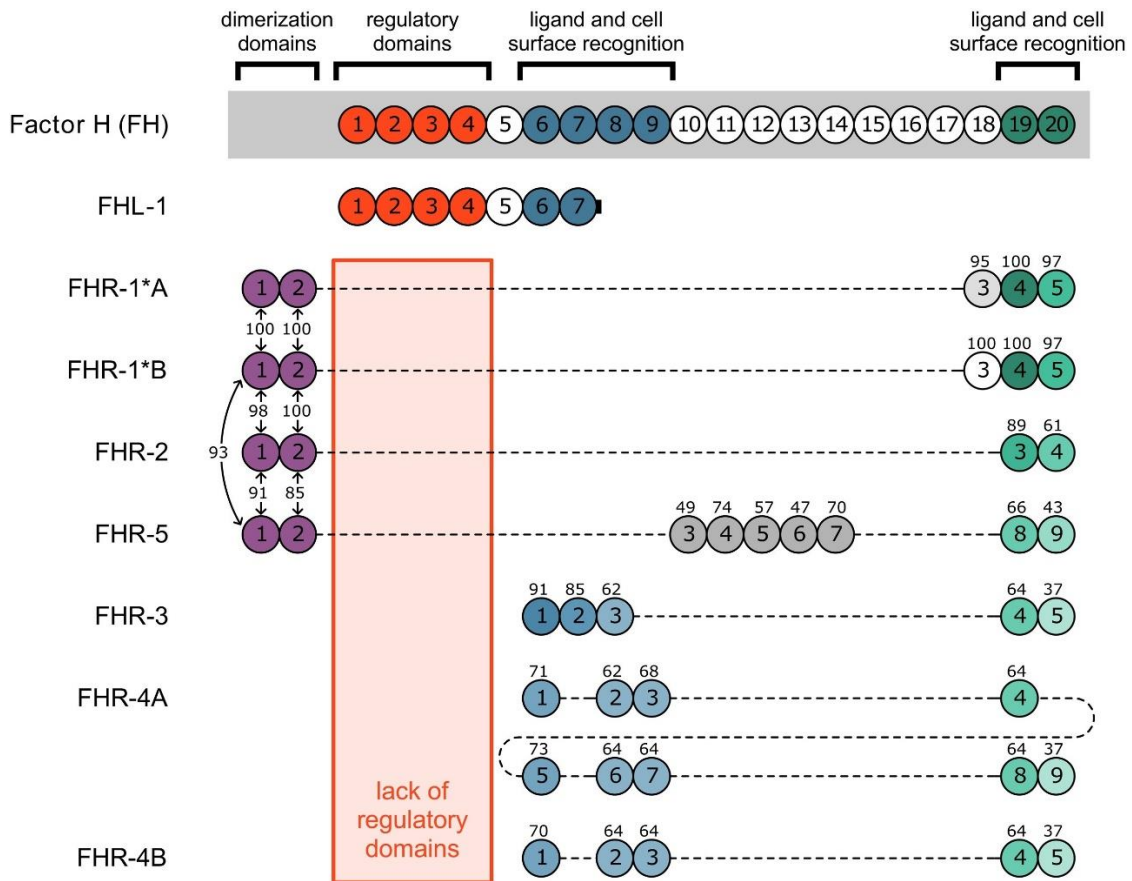 dimerization
domains
regulatory
domains
ligand and cell
surface recognition
ligand and cell
surface recognition
Factor H (FH)
1 2 3 4 5 6 7 8 9 10 11 12 13 14 15 16 17 18 19 20
FHL-1
1 2 3 4 5 6 7
95 100 97
FHR-1*A
1 2 3 4 5
100 100
100 100 97
FHR-1*B
1 2 3 4 5
98 100
89 61
93
FHR-2
1 2 3 4
91 85
49 74 57 47 70 66 43
FHR-5
1 2 3 4 5 6 7 8 9
91 85 62 64 37
FHR-3
1 2 3 4 5
71 62 68 64
FHR-4A
1 2 3 4
73 64 64 64 37
5 6 7 8 9
lack of
regulatory
domains
70 64 64 64 37
FHR-4B
1 2 3 4 5